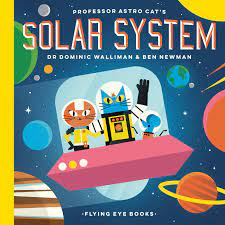 PROFESSOR ASTRO CAT'S
SOLAR SYSTEM
DR DOMINIC WALLIMAN & BEN NEWMAN
·FLYING EYE BOOKS·